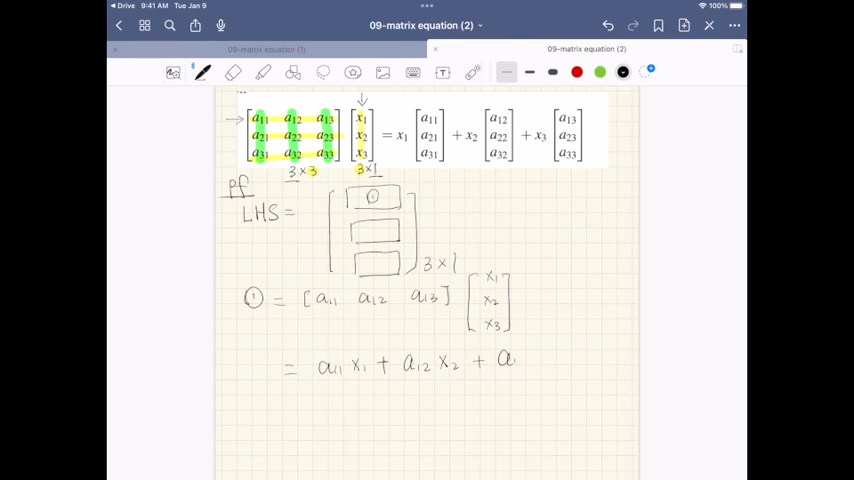 Drive 9:41 AM Tue Jan 9 100%
09-matrix equation (2)
09-matrix equation (1) 09-matrix equation (2)
[a11 a12 a13] [x1] = x1 [a11] + x2 [a12] + x3 [a13]
[a21 a22 a23] [x2] [a21] [a22] [a23]
[a31 a32 a33] [x3] [a31] [a32] [a33]
3 × 3 3 × 1
pf
LHS = [ ① ]
3 × 1
① = [a11 a12 a13] [x1]
[x2]
[x3]
= a11 x1 + a12 x2 + a1